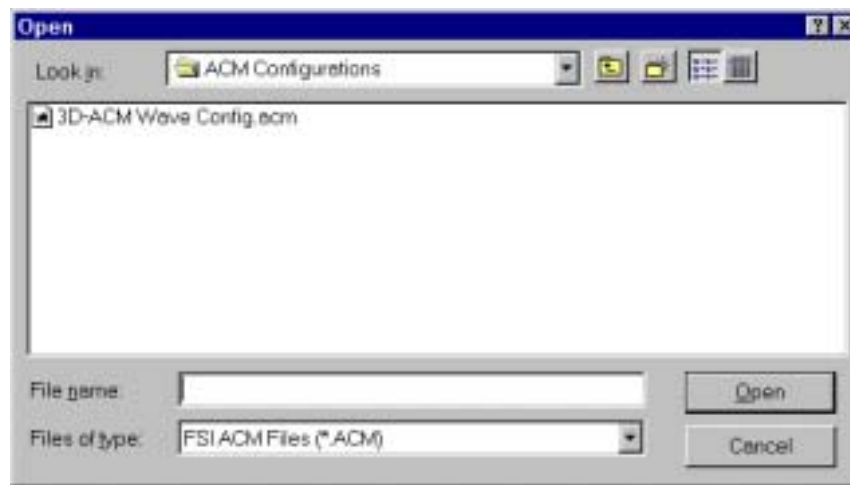 Open
Look in:
ACM Configurations
3D-ACM Wave Config.acm
File name:
Open
Files of type:
FSI ACM Files (*.ACM)
Cancel